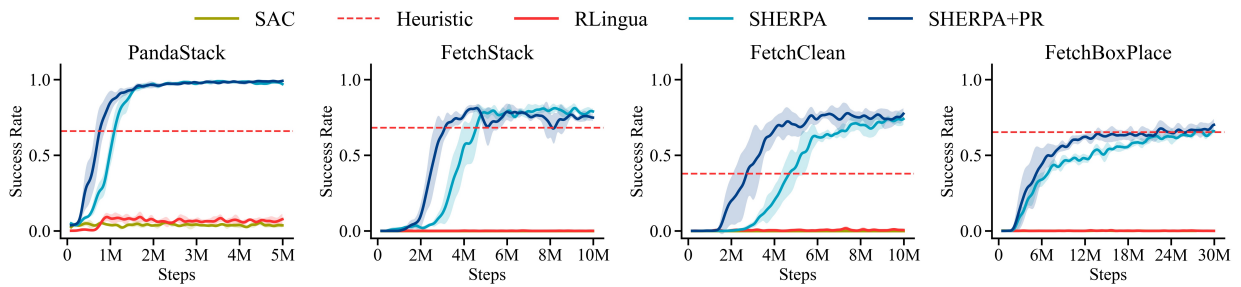 SAC Heuristic RLingua SHERPA SHERPA+PR
PandaStack
Success Rate
1.0
0.5
0.0
0 1M 2M 3M 4M 5M
Steps
FetchStack
Success Rate
1.0
0.5
0.0
0 2M 4M 6M 8M 10M
Steps
FetchClean
Success Rate
1.0
0.5
0.0
0 2M 4M 6M 8M 10M
Steps
FetchBoxPlace
Success Rate
1.0
0.5
0.0
0 6M 12M 18M 24M 30M
Steps